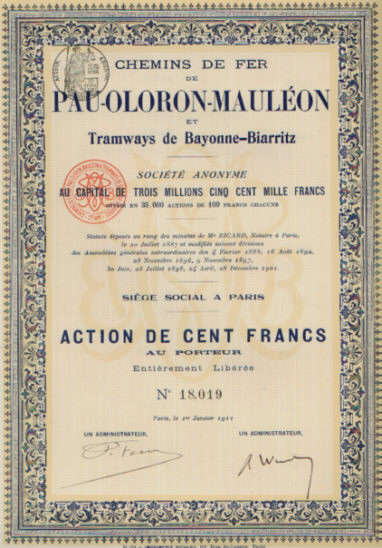 CHEMINS DE FER
DE
PAU-OLORON-MAULÉON
ET
Tramways de Bayonne-Biarritz
SOCIÉTÉ ANONYME
AU CAPITAL DE TROIS MILLIONS CINQ CENT MILLE FRANCS
DIVISÉ EN 35.000 ACTIONS DE 100 FRANCS CHACUNE
Statuts déposés au rang des minutes de Me RICARD, Notaire à Paris,
le 20 Juillet 1887 et modifiés suivant décisions
des Assemblées générales extraordinaires des 4 Février 1888, 16 Août 1892,
28 Novembre 1896, 9 Novembre 1897,
30 Juin, 28 Juillet 1898, 24 Avril, 28 Décembre 1901.
SIÈGE SOCIAL A PARIS
ACTION DE CENT FRANCS
AU PORTEUR
Entièrement Libérée
No 18,019
Paris, le 1er Janvier 1911
UN ADMINISTRATEUR,
UN ADMINISTRATEUR,